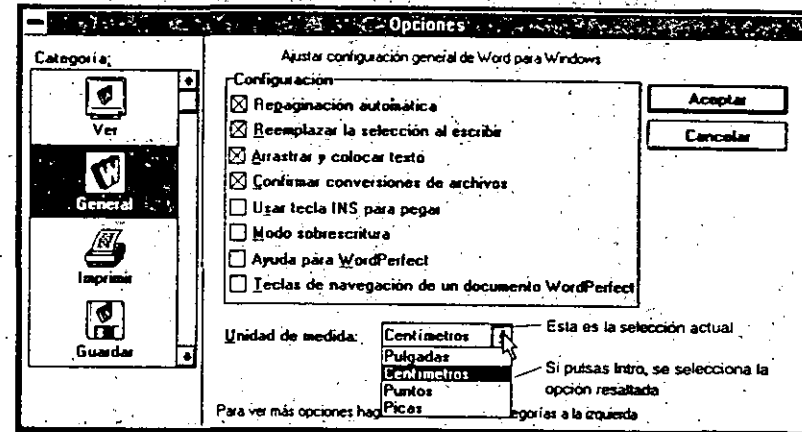 Opciones
Categoría:
Ver
General
Imprimir
Guardar
Ajustar configuración general de Word para Windows
Configuración
Repaginación automática
Reemplazar la selección al escribir
Arrastrar y colocar texto
Confirmar conversiones de archivos
Usar tecla INS para pegar
Modo sobrescritura
Ayuda para WordPerfect
Teclas de navegación de un documento WordPerfect
Aceptar
Cancelar
Unidad de medida:
Centímetros
Esta es la selección actual
Pulgadas
Centímetros
Puntos
Picas
Si pulsas Intro, se selecciona la
opción resaltada
Para ver más opciones hag egorías a la izquierda